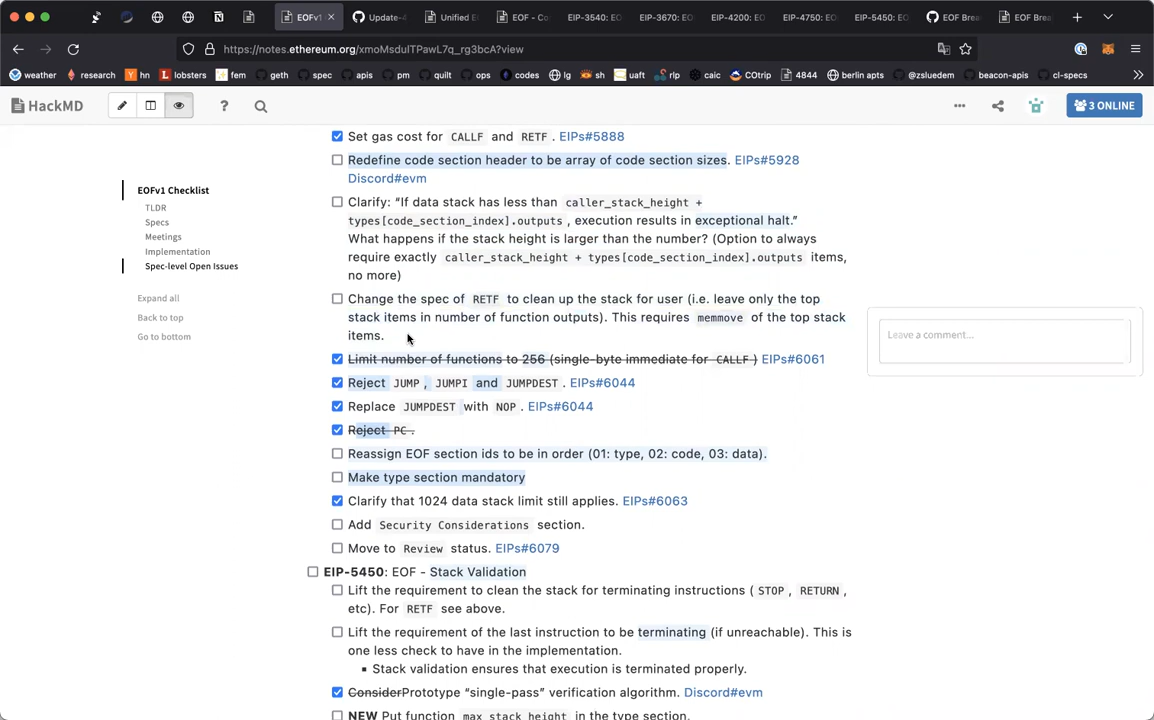 EOFv1
Update-4
Unified E
EOF - Co
EIP-3540: EO
EIP-3670: EO
EIP-4200: EO
EIP-4750: EO
EIP-5450: EO
EOF Brea
EOF Brea
https://notes.ethereum.org/xmoMsdulTPawL7q_rg3bcA?view
weather
research
hn
lobsters
fem
geth
spec
apis
pm
quilt
ops
codes
lg
sh
uaft
rlp
calc
COtrip
4844
berlin apts
@zsluedem
beacon-apis
cl-specs
HackMD
3 ONLINE
EOFv1 Checklist
TLDR
Specs
Meetings
Implementation
Spec-level Open Issues
Expand all
Back to top
Go to bottom
Set gas cost for CALLF and RETF . EIPs#5888
Redefine code section header to be array of code section sizes. EIPs#5928
Discord#evm
Clarify: “If data stack has less than caller_stack_height +
types[code_section_index].outputs , execution results in exceptional halt.”
What happens if the stack height is larger than the number? (Option to always
require exactly caller_stack_height + types[code_section_index].outputs items,
no more)
Change the spec of RETF to clean up the stack for user (i.e. leave only the top
stack items in number of function outputs). This requires memmove of the top stack
items.
Limit number of functions to 256 (single-byte immediate for CALLF ) EIPs#6061
Reject JUMP , JUMPI and JUMPDEST . EIPs#6044
Replace JUMPDEST with NOP . EIPs#6044
Reject PC .
Reassign EOF section ids to be in order (01: type, 02: code, 03: data).
Make type section mandatory
Clarify that 1024 data stack limit still applies. EIPs#6063
Add Security Considerations section.
Move to Review status. EIPs#6079
EIP-5450: EOF - Stack Validation
Lift the requirement to clean the stack for terminating instructions ( STOP , RETURN ,
etc). For RETF see above.
Lift the requirement of the last instruction to be terminating (if unreachable). This is
one less check to have in the implementation.
Stack validation ensures that execution is terminated properly.
ConsiderPrototype “single-pass” verification algorithm. Discord#evm
NEW Put function max_stack_height in the type section.
Leave a comment...